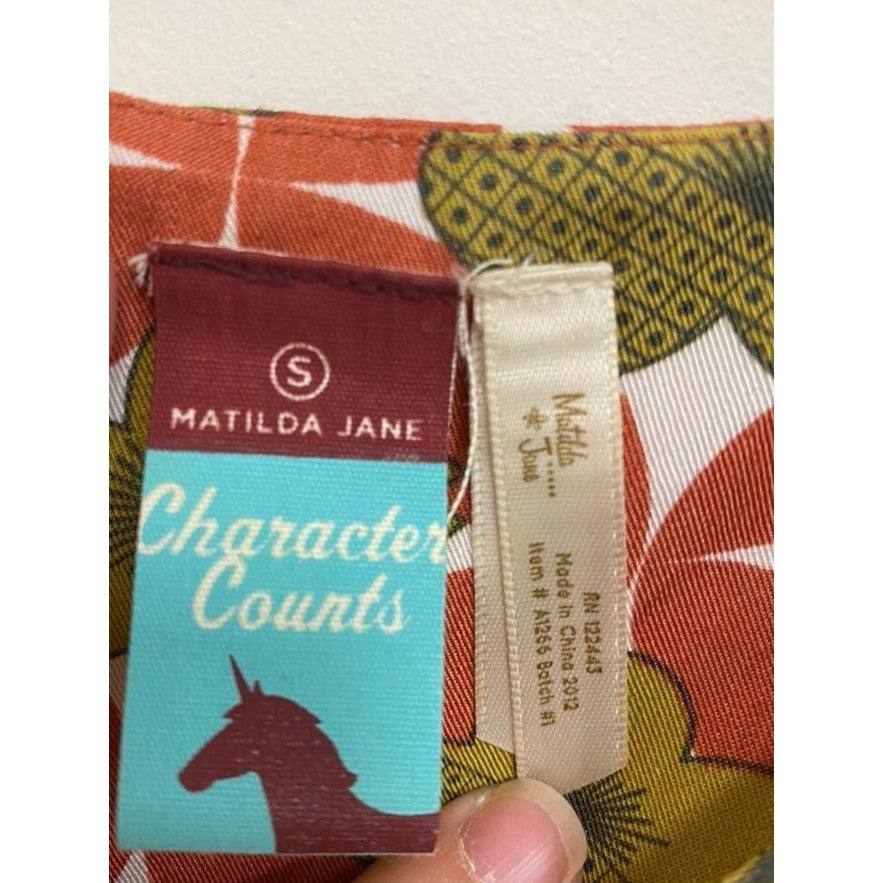 S
MATILDA JANE
Character
Counts
Matilda
Jane
RN 122443
Made in China 2012
Item # A1266 Batch #1